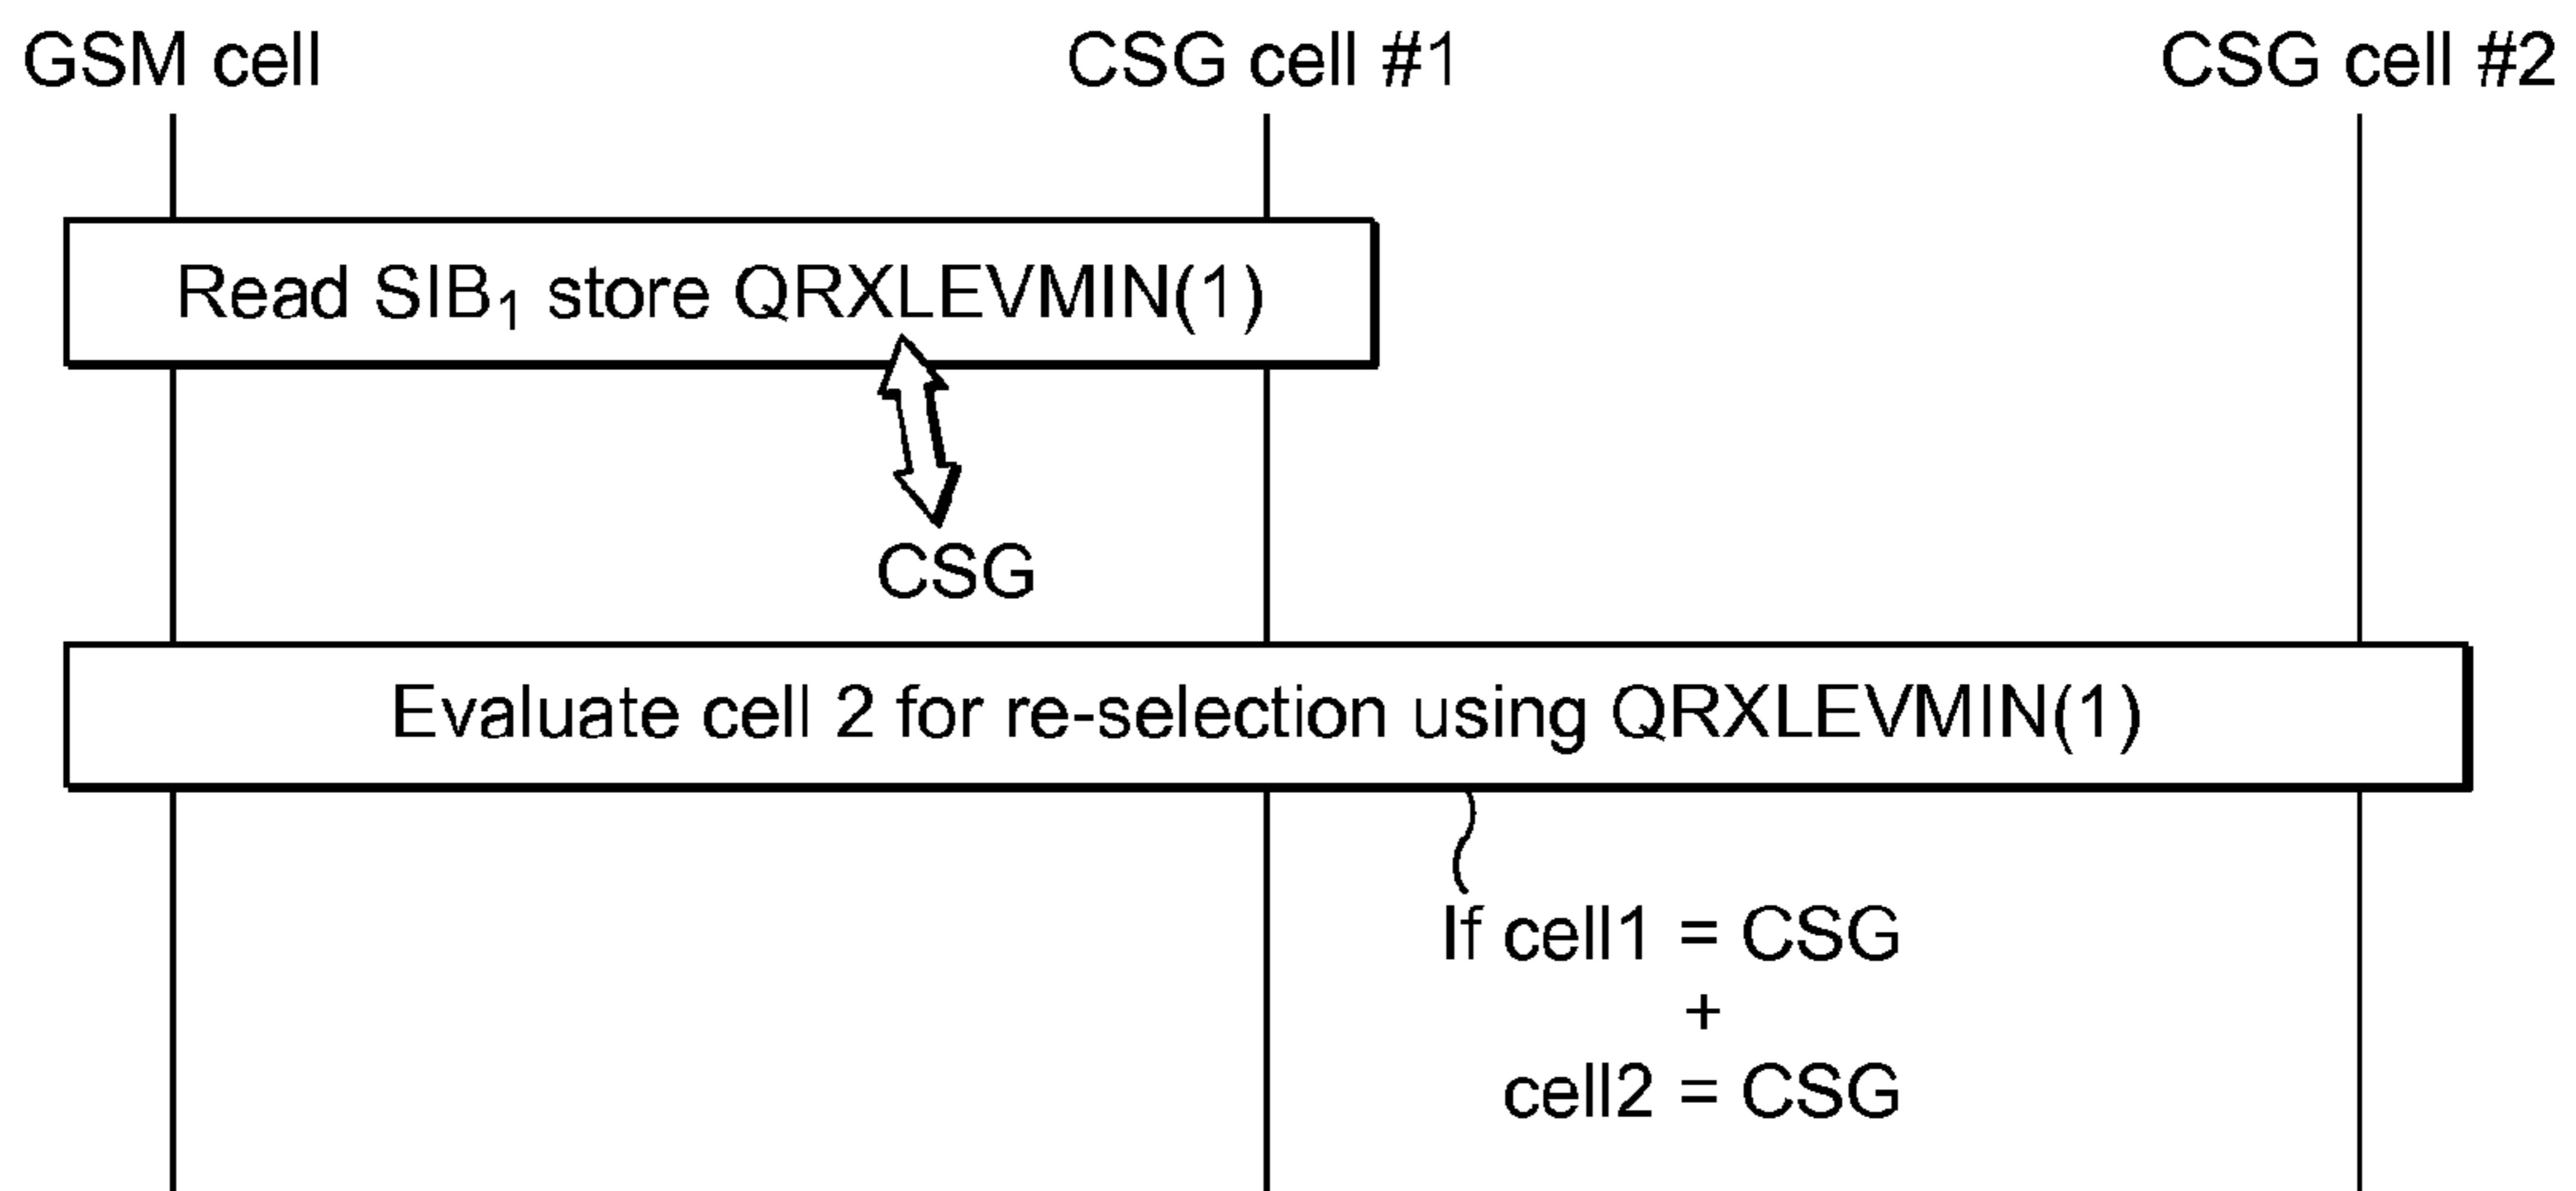 GSM cell
CSG cell #1
CSG cell #2
Read SIB₁ store QRXLEVMIN(1)
CSG
Evaluate cell 2 for re-selection using QRXLEVMIN(1)
If cell1 = CSG
+
cell2 = CSG